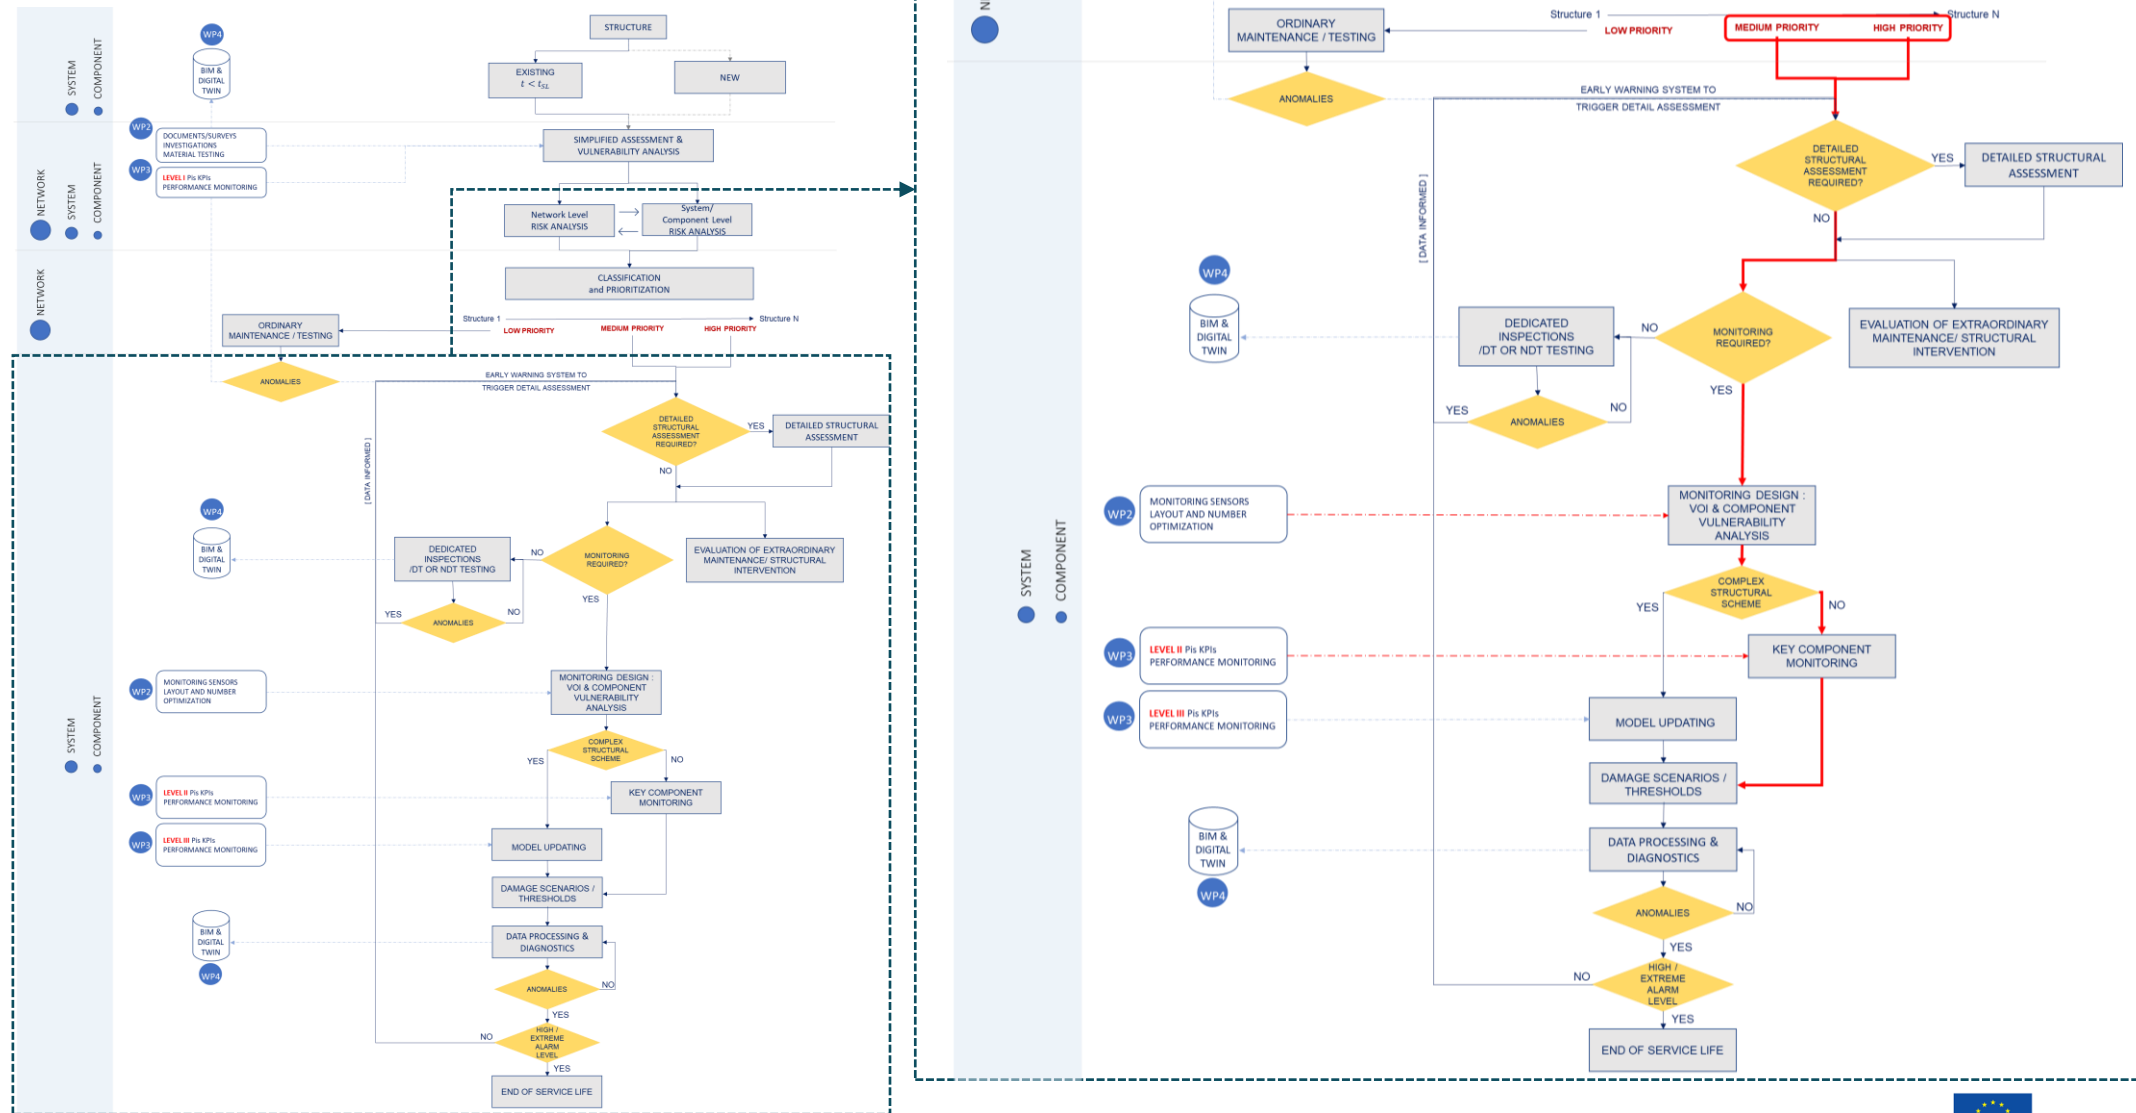 STRUCTURE
WP4
BIM &
DIGITAL
TWIN
SYSTEM
COMPONENT
EXISTING
t < tSL
NEW
WP2
DOCUMENTS/SURVEYS
INVESTIGATIONS
MATERIAL TESTING
WP3
LEVEL I Pis KPIs
PERFORMANCE MONITORING
SIMPLIFIED ASSESSMENT &
VULNERABILITY ANALYSIS
NETWORK
SYSTEM
COMPONENT
Network Level
RISK ANALYSIS
System/
Component Level
RISK ANALYSIS
NETWORK
CLASSIFICATION
and PRIORITIZATION
Structure 1
Structure N
LOW PRIORITY
MEDIUM PRIORITY
HIGH PRIORITY
ORDINARY
MAINTENANCE / TESTING
ANOMALIES
EARLY WARNING SYSTEM TO
TRIGGER DETAIL ASSESSMENT
DETAILED
STRUCTURAL
ASSESSMENT
REQUIRED?
YES
DETAILED STRUCTURAL
ASSESSMENT
NO
[ DATA INFORMED ]
WP4
BIM &
DIGITAL
TWIN
DEDICATED
INSPECTIONS
/DT OR NDT TESTING
NO
MONITORING
REQUIRED?
EVALUATION OF EXTRAORDINARY
MAINTENANCE/ STRUCTURAL
INTERVENTION
YES
YES
ANOMALIES
NO
WP2
MONITORING SENSORS
LAYOUT AND NUMBER
OPTIMIZATION
MONITORING DESIGN :
VOI & COMPONENT
VULNERABILITY
ANALYSIS
SYSTEM
COMPONENT
COMPLEX
STRUCTURAL
SCHEME
YES
NO
WP3
LEVEL II Pis KPIs
PERFORMANCE MONITORING
KEY COMPONENT
MONITORING
WP3
LEVEL III Pis KPIs
PERFORMANCE MONITORING
MODEL UPDATING
DAMAGE SCENARIOS /
THRESHOLDS
BIM &
DIGITAL
TWIN
WP4
DATA PROCESSING &
DIAGNOSTICS
ANOMALIES
NO
YES
NO
HIGH /
EXTREME
ALARM
LEVEL
YES
END OF SERVICE LIFE
ORDINARY
MAINTENANCE / TESTING
Structure 1
Structure N
LOW PRIORITY
MEDIUM PRIORITY
HIGH PRIORITY
ANOMALIES
EARLY WARNING SYSTEM TO
TRIGGER DETAIL ASSESSMENT
DETAILED
STRUCTURAL
ASSESSMENT
REQUIRED?
YES
DETAILED STRUCTURAL
ASSESSMENT
NO
[ DATA INFORMED ]
WP4
BIM &
DIGITAL
TWIN
DEDICATED
INSPECTIONS
/DT OR NDT TESTING
NO
MONITORING
REQUIRED?
EVALUATION OF EXTRAORDINARY
MAINTENANCE/ STRUCTURAL
INTERVENTION
YES
YES
ANOMALIES
NO
WP2
MONITORING SENSORS
LAYOUT AND NUMBER
OPTIMIZATION
MONITORING DESIGN :
VOI & COMPONENT
VULNERABILITY
ANALYSIS
SYSTEM
COMPONENT
COMPLEX
STRUCTURAL
SCHEME
YES
NO
WP3
LEVEL II Pis KPIs
PERFORMANCE MONITORING
KEY COMPONENT
MONITORING
WP3
LEVEL III Pis KPIs
PERFORMANCE MONITORING
MODEL UPDATING
DAMAGE SCENARIOS /
THRESHOLDS
BIM &
DIGITAL
TWIN
WP4
DATA PROCESSING &
DIAGNOSTICS
ANOMALIES
NO
YES
NO
HIGH /
EXTREME
ALARM
LEVEL
YES
END OF SERVICE LIFE